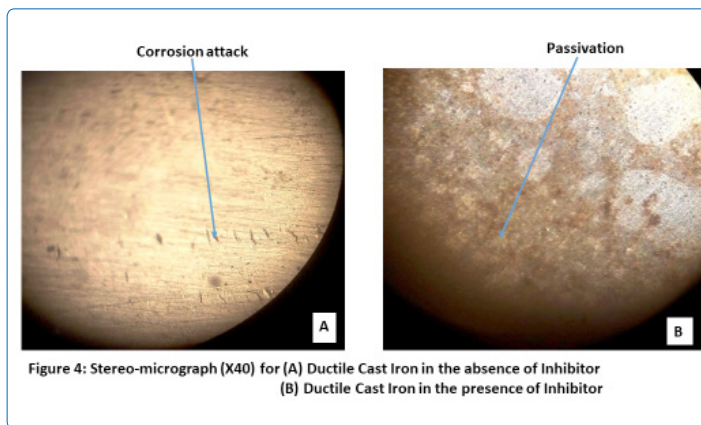 Corrosion attack
Passivation
A
B
Figure 4: Stereo-micrograph (X40) for (A) Ductile Cast Iron in the absence of Inhibitor
(B) Ductile Cast Iron in the presence of Inhibitor